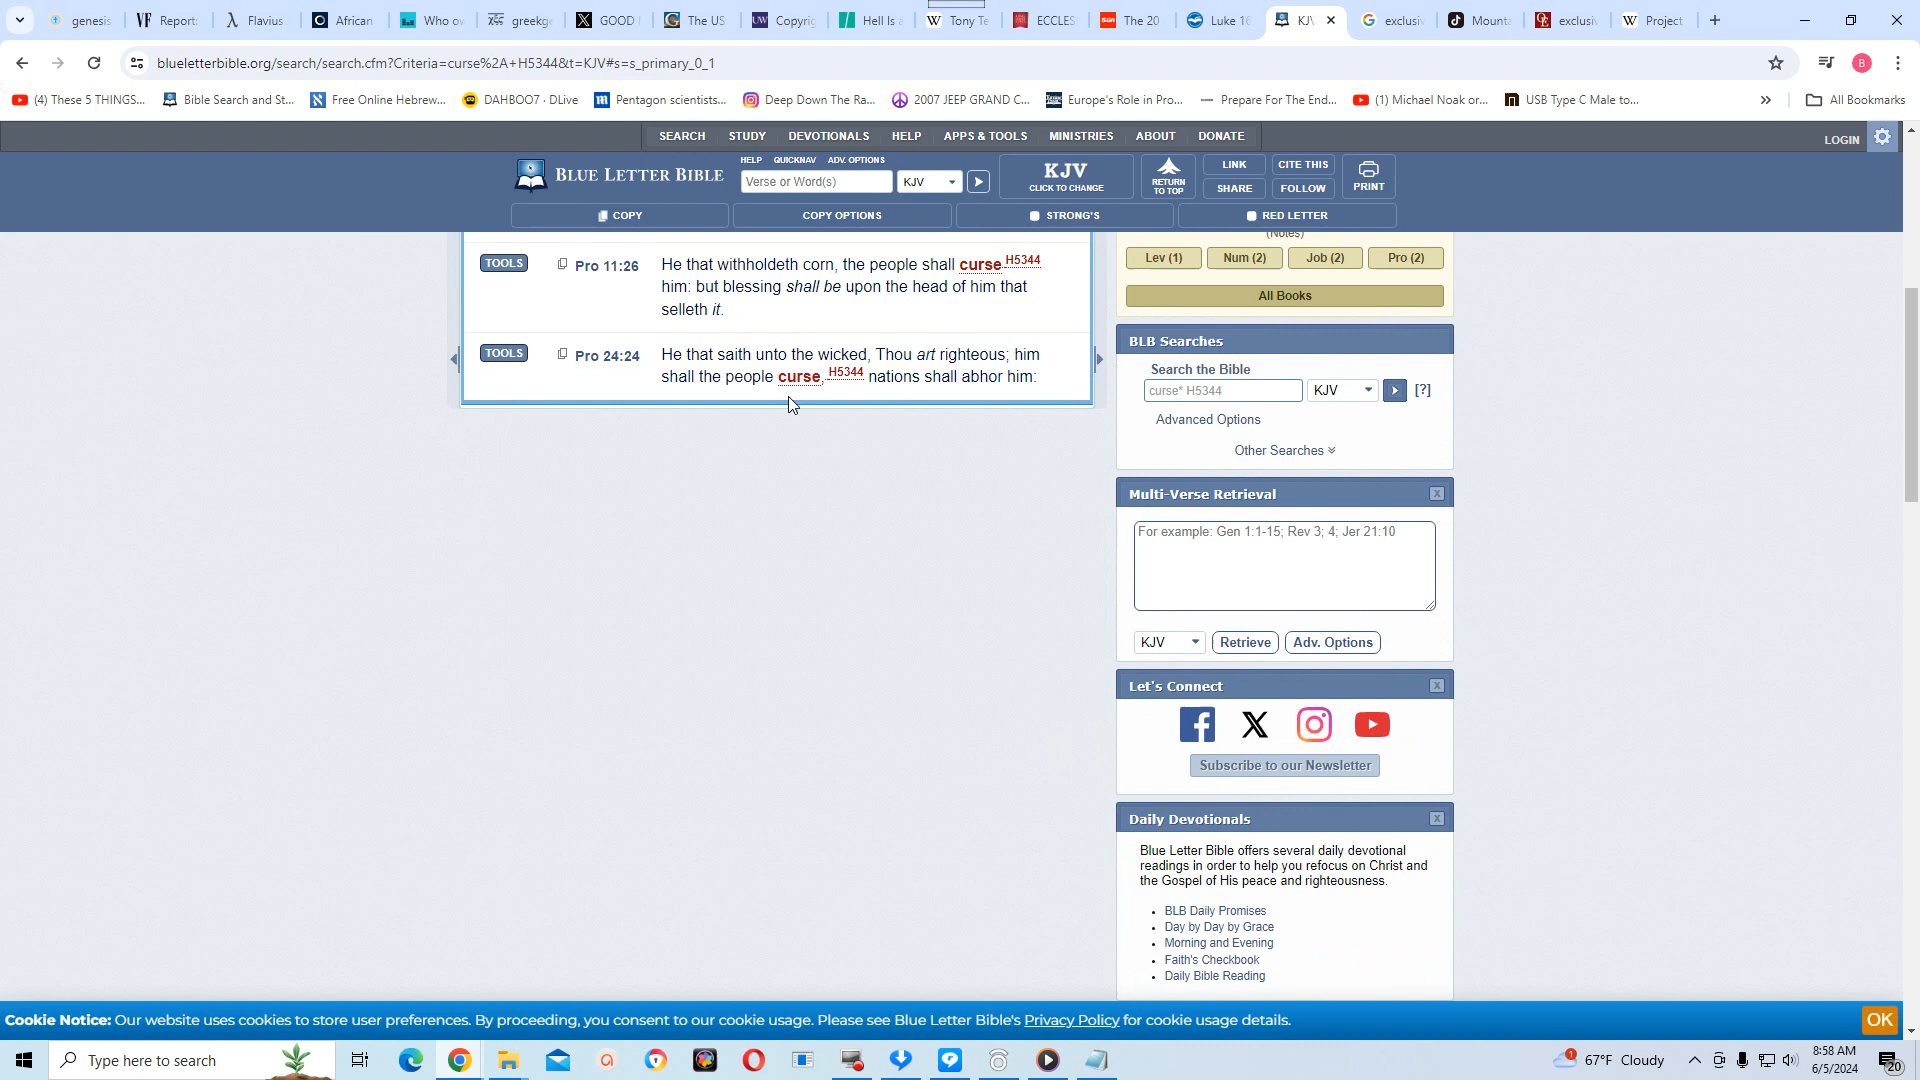 genesis
Report
Flavius
African
Who ow
greekge
GOOD
The US
Copyrig
Hell Is a
Tony Te
ECCLES
The 20
Luke 16
KJV
exclusiv
Mounta
exclusiv
Project
blueletterbible.org/search/search.cfm?Criteria=curse%2A+H5344&t=KJV#s=s_primary_0_1
B
(4) These 5 THINGS...
Bible Search and St...
Free Online Hebrew...
DAHBOO7 · DLive
Pentagon scientists...
Deep Down The Ra...
2007 JEEP GRAND C...
Europe's Role in Pro...
Prepare For The End...
(1) Michael Noak or...
USB Type C Male to...
All Bookmarks
SEARCH STUDY DEVOTIONALS HELP APPS & TOOLS MINISTRIES ABOUT DONATE
LOGIN
BLUE LETTER BIBLE
HELP QUICKNAV ADV. OPTIONS
Verse or Word(s)
KJV
KJV
CLICK TO CHANGE
RETURN
TO TOP
LINK
CITE THIS
SHARE
FOLLOW
PRINT
COPY
COPY OPTIONS
STRONG'S
RED LETTER
TOOLS
Pro 11:26
He that withholdeth corn, the people shall curse H5344
him: but blessing shall be upon the head of him that
selleth it.
TOOLS
Pro 24:24
He that saith unto the wicked, Thou art righteous; him
shall the people curse, H5344 nations shall abhor him:
(Notes)
Lev (1)
Num (2)
Job (2)
Pro (2)
All Books
BLB Searches
Search the Bible
curse* H5344
KJV
[?]
Advanced Options
Other Searches
Multi-Verse Retrieval
For example: Gen 1:1-15; Rev 3; 4; Jer 21:10
KJV
Retrieve
Adv. Options
Let's Connect
Subscribe to our Newsletter
Daily Devotionals
Blue Letter Bible offers several daily devotional
readings in order to help you refocus on Christ and
the Gospel of His peace and righteousness.
BLB Daily Promises
Day by Day by Grace
Morning and Evening
Faith's Checkbook
Daily Bible Reading
Cookie Notice: Our website uses cookies to store user preferences. By proceeding, you consent to our cookie usage. Please see Blue Letter Bible's Privacy Policy for cookie usage details.
OK
Type here to search
67°F Cloudy
8:58 AM
6/5/2024
20